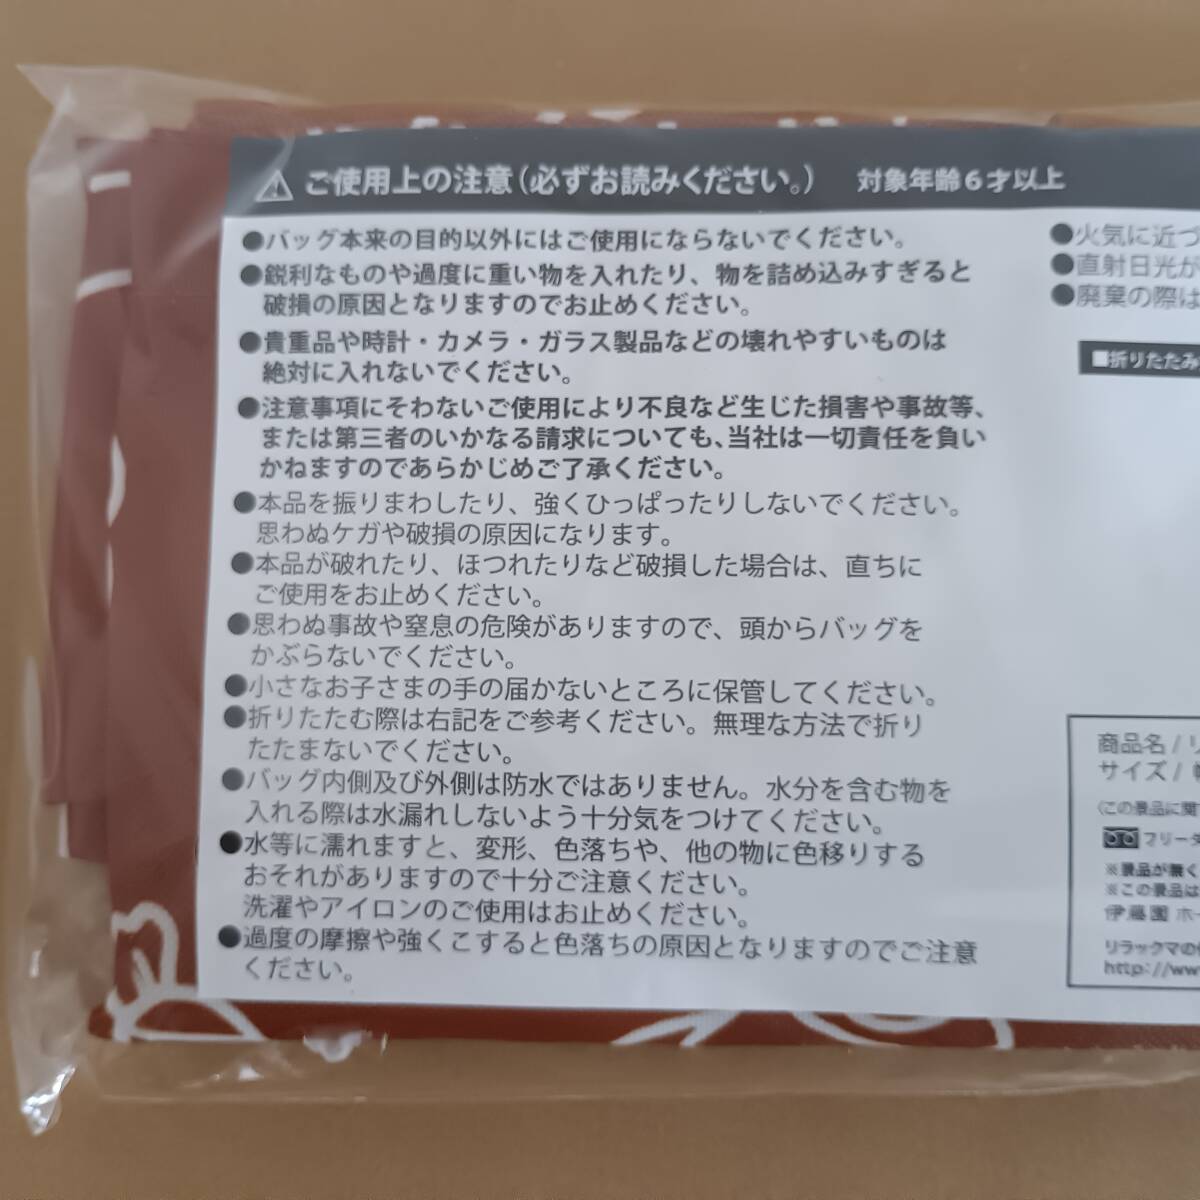 ご使用上の注意(必ずお読みください。) 対象年齢6才以上
●バッグ本来の目的以外にはご使用にならないでください。
●鋭利なものや過度に重い物を入れたり、物を詰め込みすぎると
破損の原因となりますのでお止めください。
●貴重品や時計・カメラ・ガラス製品などの壊れやすいものは
絶対に入れないでください。
●注意事項にそわないご使用により不良など生じた損害や事故等、
または第三者のいかなる請求についても、当社は一切責任を負い
かねますのであらかじめご了承ください。
●本品を振りまわしたり、強くひっぱったりしないでください。
思わぬケガや破損の原因になります。
●本品が破れたり、ほつれたりなど破損した場合は、直ちに
ご使用をお止めください。
●思わぬ事故や窒息の危険がありますので、頭からバッグを
かぶらないでください。
●小さなお子さまの手の届かないところに保管してください。
●折りたたむ際は右記をご参考ください。無理な方法で折り
たたまないでください。
●バッグ内側及び外側は防水ではありません。水分を含む物を
入れる際は水漏れしないよう十分気をつけてください。
●水等に濡れますと、変形、色落ちや、他の物に色移りする
おそれがありますので十分ご注意ください。
洗濯やアイロンのご使用はお止めください。
●過度の摩擦や強くこすると色落ちの原因となりますのでご注意
ください。
●火気に近づ
●直射日光が
●廃棄の際は
■折りたたみ
商品名/リ
サイズ/
〈この景品に関
フリーダ
※景品が無く
※この景品は
伊藤園 ホー
リラックマの
http://ww